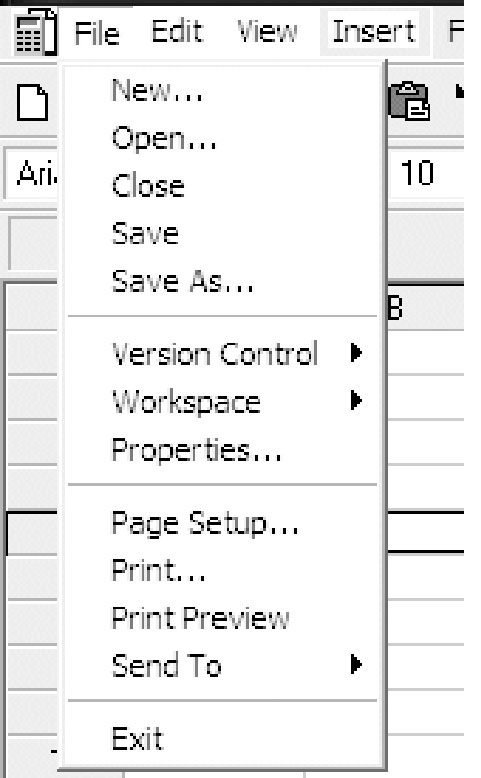 File Edit View Insert
New...
Open...
Close
10
Save
Save As...
B
Version Control
Workspace
Properties...
Page Setup...
Print...
Print Preview
Send To
Exit